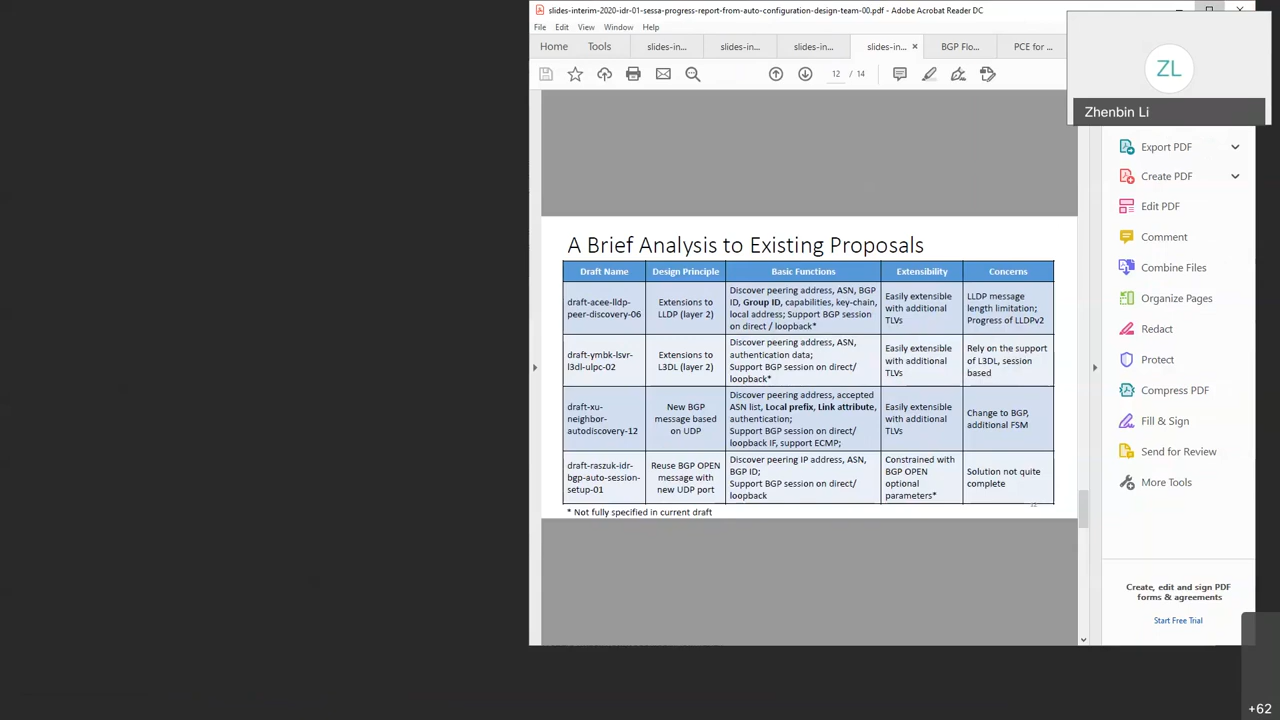 slides-interim-2020-idr-01-sessa-progress-report-from-auto-configuration-design-team-00.pdf - Adobe Acrobat Reader DC
File Edit View Window Help
Home Tools slides-in... slides-in... slides-in... slides-in... × BGP Flo... PCE for ...
12 / 14
ZL
Zhenbin Li
A Brief Analysis to Existing Proposals
Draft Name Design Principle Basic Functions Extensibility Concerns
draft-acee-lldp-
peer-discovery-06
Extensions to
LLDP (layer 2)
Discover peering address, ASN, BGP
ID, Group ID, capabilities, key-chain,
local address; Support BGP session
on direct / loopback*
Easily extensible
with additional
TLVs
LLDP message
length limitation;
Progress of LLDPv2
draft-ymbk-lsvr-
l3dl-ulpc-02
Extensions to
L3DL (layer 2)
Discover peering address, ASN,
authentication data;
Support BGP session on direct/
loopback*
Easily extensible
with additional
TLVs
Rely on the support
of L3DL, session
based
draft-xu-
neighbor-
autodiscovery-12
New BGP
message based
on UDP
Discover peering address, accepted
ASN list, Local prefix, Link attribute,
authentication;
Support BGP session on direct/
loopback IF, support ECMP;
Easily extensible
with additional
TLVs
Change to BGP,
additional FSM
draft-raszuk-idr-
bgp-auto-session-
setup-01
Reuse BGP OPEN
message with
new UDP port
Discover peering IP address, ASN,
BGP ID;
Support BGP session on direct/
loopback
Constrained with
BGP OPEN
optional
parameters*
Solution not quite
complete
* Not fully specified in current draft
12
Export PDF
Create PDF
Edit PDF
Comment
Combine Files
Organize Pages
Redact
Protect
Compress PDF
Fill & Sign
Send for Review
More Tools
Create, edit and sign PDF
forms & agreements
Start Free Trial
+62